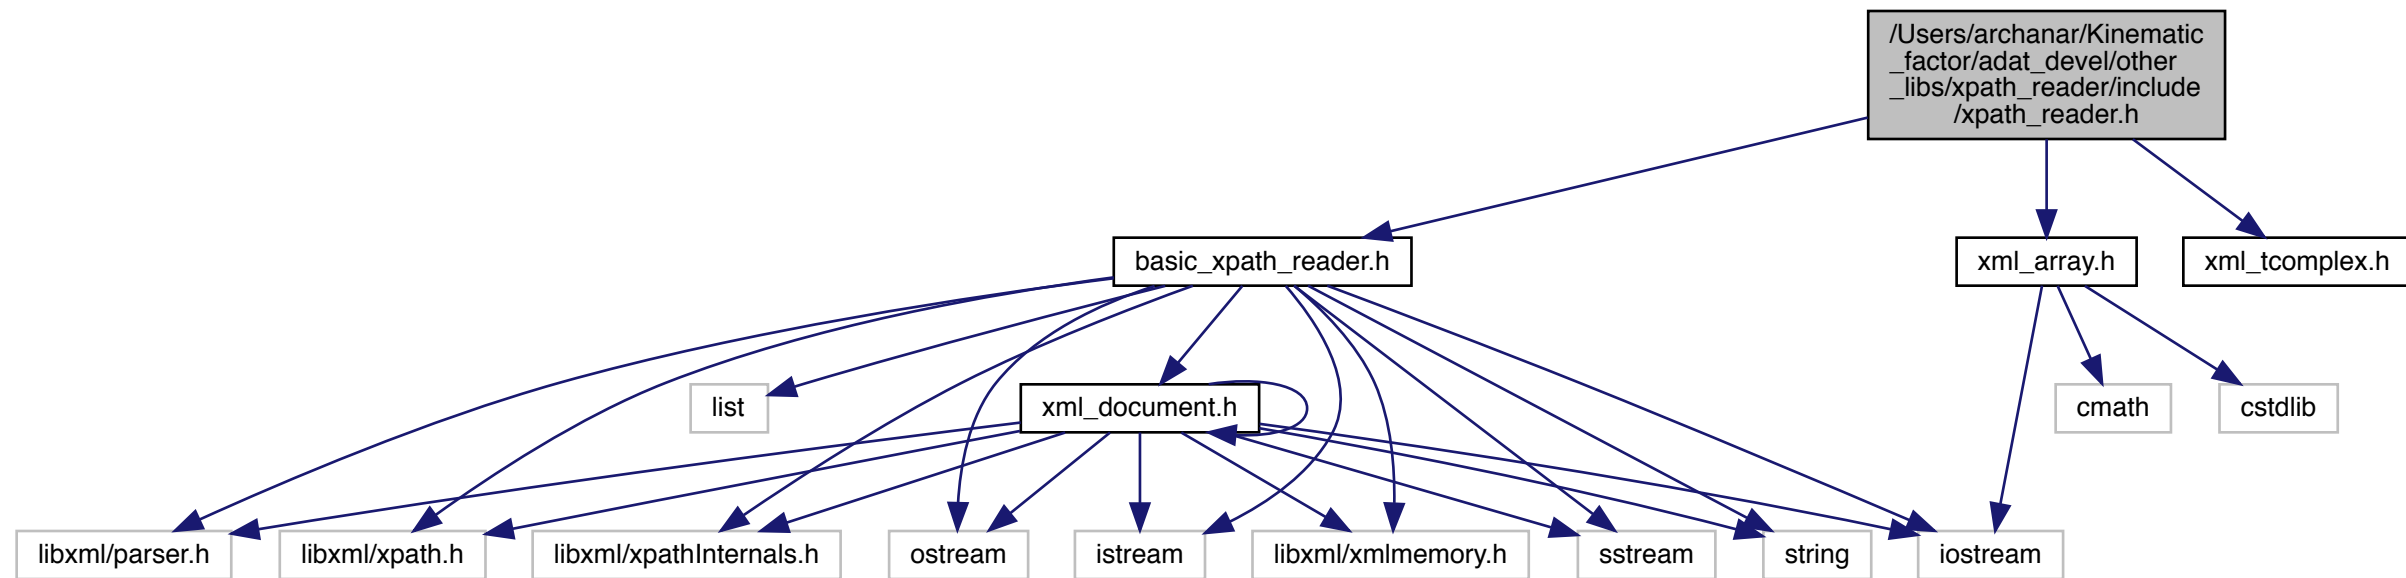 /Users/archanar/Kinematic
_factor/adat_devel/other
_libs/xpath_reader/include
/xpath_reader.h
basic_xpath_reader.h
xml_array.h
xml_tcomplex.h
list
xml_document.h
cmath
cstdlib
libxml/parser.h
libxml/xpath.h
libxml/xpathInternals.h
ostream
istream
libxml/xmlmemory.h
sstream
string
iostream